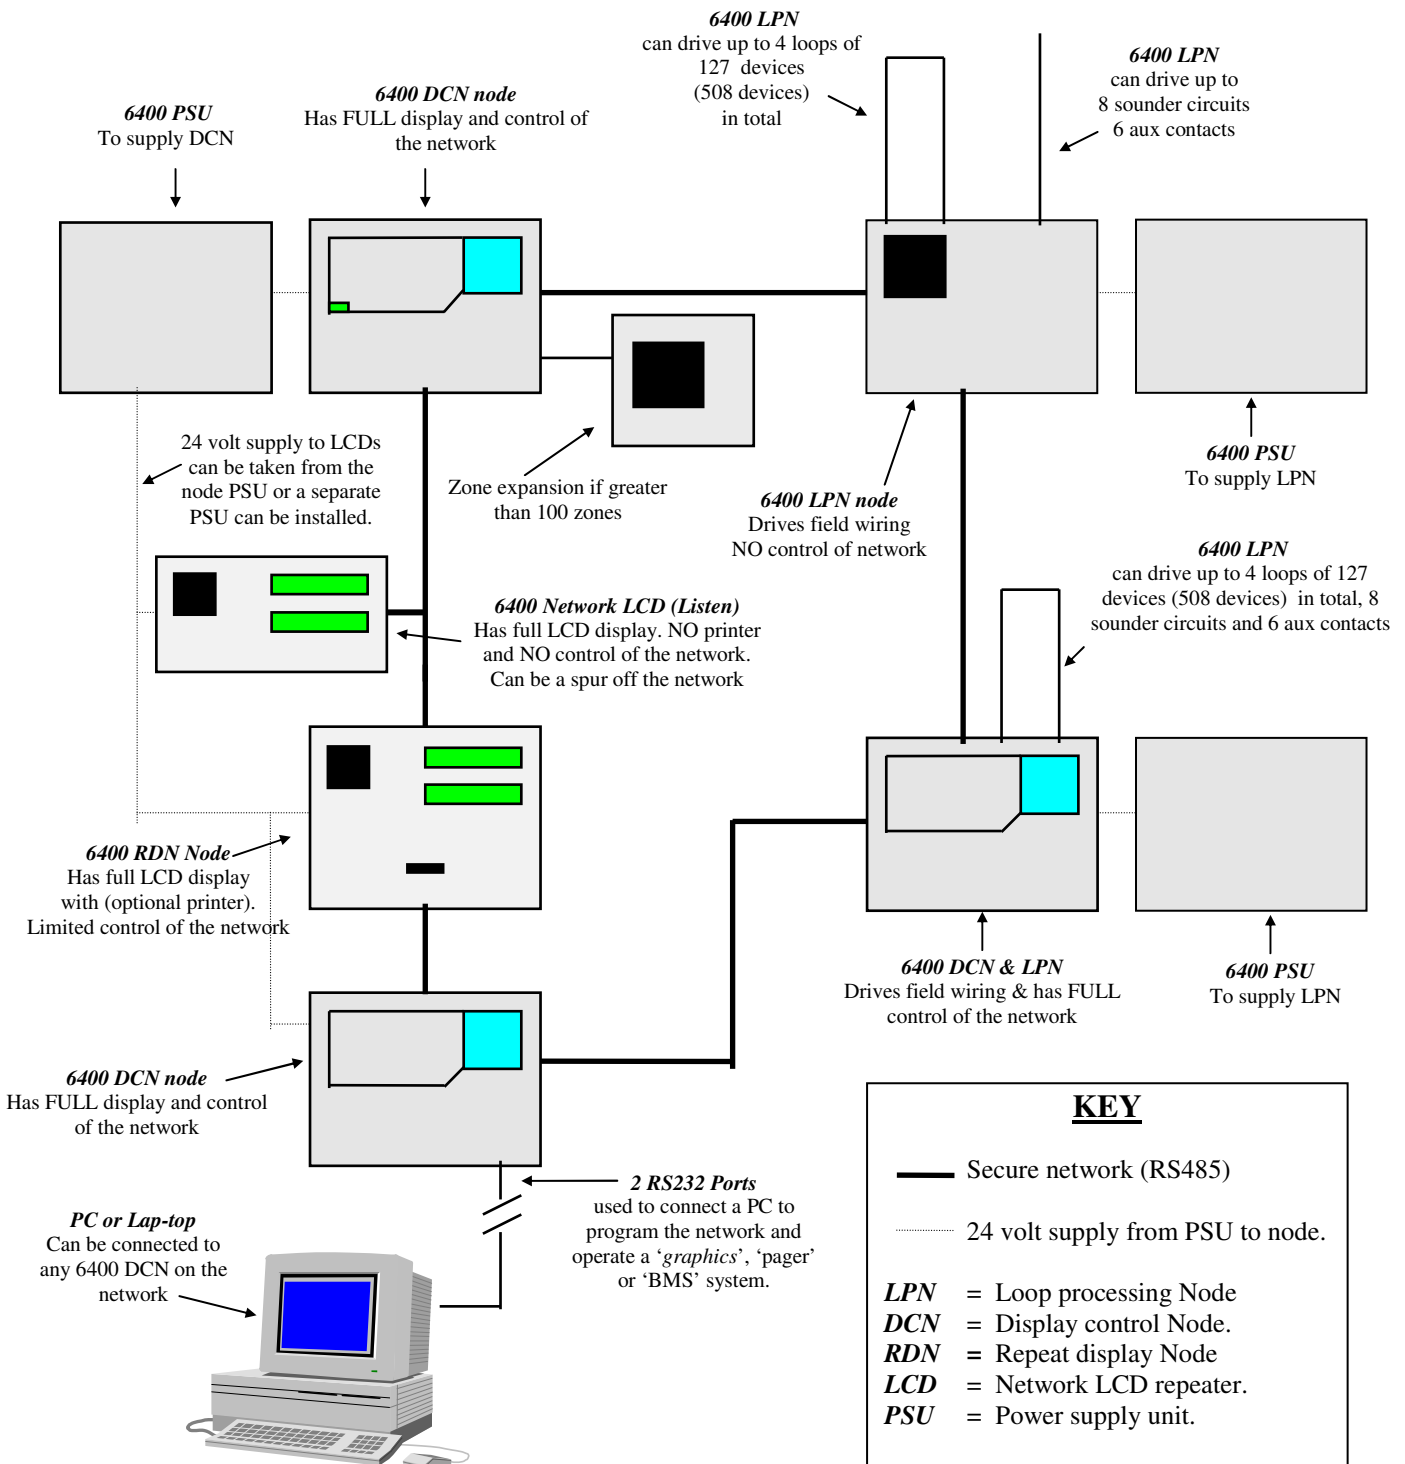 6400 LPN
can drive up to 4 loops of
127 devices
(508 devices)
in total
6400 LPN
can drive up to
8 sounder circuits
6 aux contacts
6400 PSU
To supply DCN
6400 DCN node
Has FULL display and control of
the network
24 volt supply to LCDs
can be taken from the
node PSU or a separate
PSU can be installed.
Zone expansion if greater
than 100 zones
6400 LPN node
Drives field wiring
NO control of network
6400 PSU
To supply LPN
6400 LPN
can drive up to 4 loops of 127
devices (508 devices) in total, 8
sounder circuits and 6 aux contacts
6400 Network LCD (Listen)
Has full LCD display. NO printer
and NO control of the network.
Can be a spur off the network
6400 RDN Node
Has full LCD display
with (optional printer).
Limited control of the network
6400 DCN & LPN
Drives field wiring & has FULL
control of the network
6400 PSU
To supply LPN
6400 DCN node
Has FULL display and control
of the network
2 RS232 Ports
used to connect a PC to
program the network and
operate a ‘graphics’, ‘pager’
or ‘BMS’ system.
PC or Lap-top
Can be connected to
any 6400 DCN on the
network
KEY
Secure network (RS485)
24 volt supply from PSU to node.
LPN = Loop processing Node
DCN = Display control Node.
RDN = Repeat display Node
LCD = Network LCD repeater.
PSU = Power supply unit.